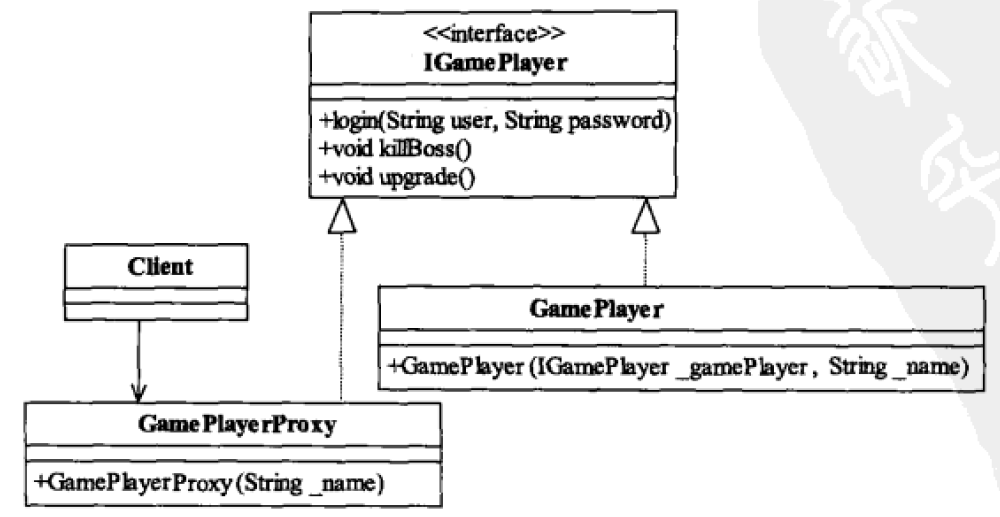 <<interface>>
IGamePlayer
+login(String user, String password)
+void killBoss()
+void upgrade()
Client
GamePlayer
+GamePlayer(IGamePlayer _gamePlayer, String _name)
GamePlayerProxy
+GamePlayerProxy(String _name)